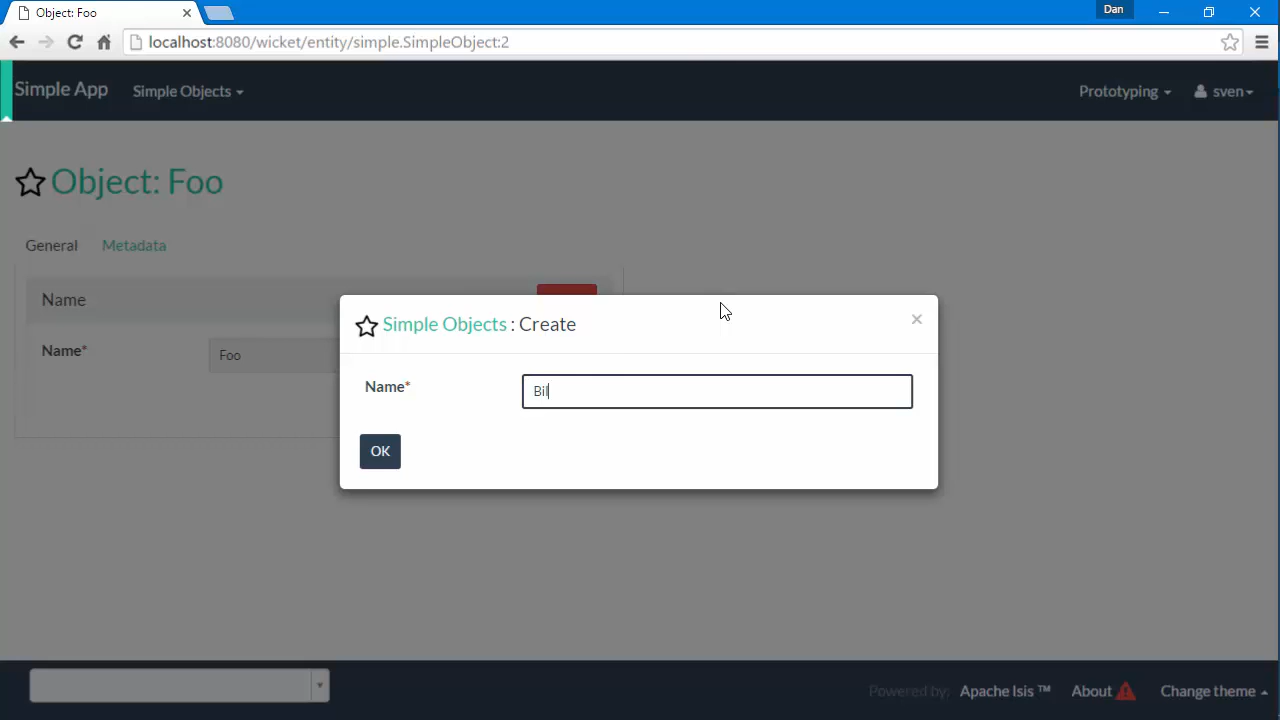 Object: Foo
Dan
localhost:8080/wicket/entity/simple.SimpleObject:2
Simple App
Simple Objects
Prototyping
sven
Object: Foo
General
Metadata
Name
Name*
Foo
Simple Objects : Create
×
Name*
Bil
OK
Powered by:
Apache Isis ™
About
Change theme